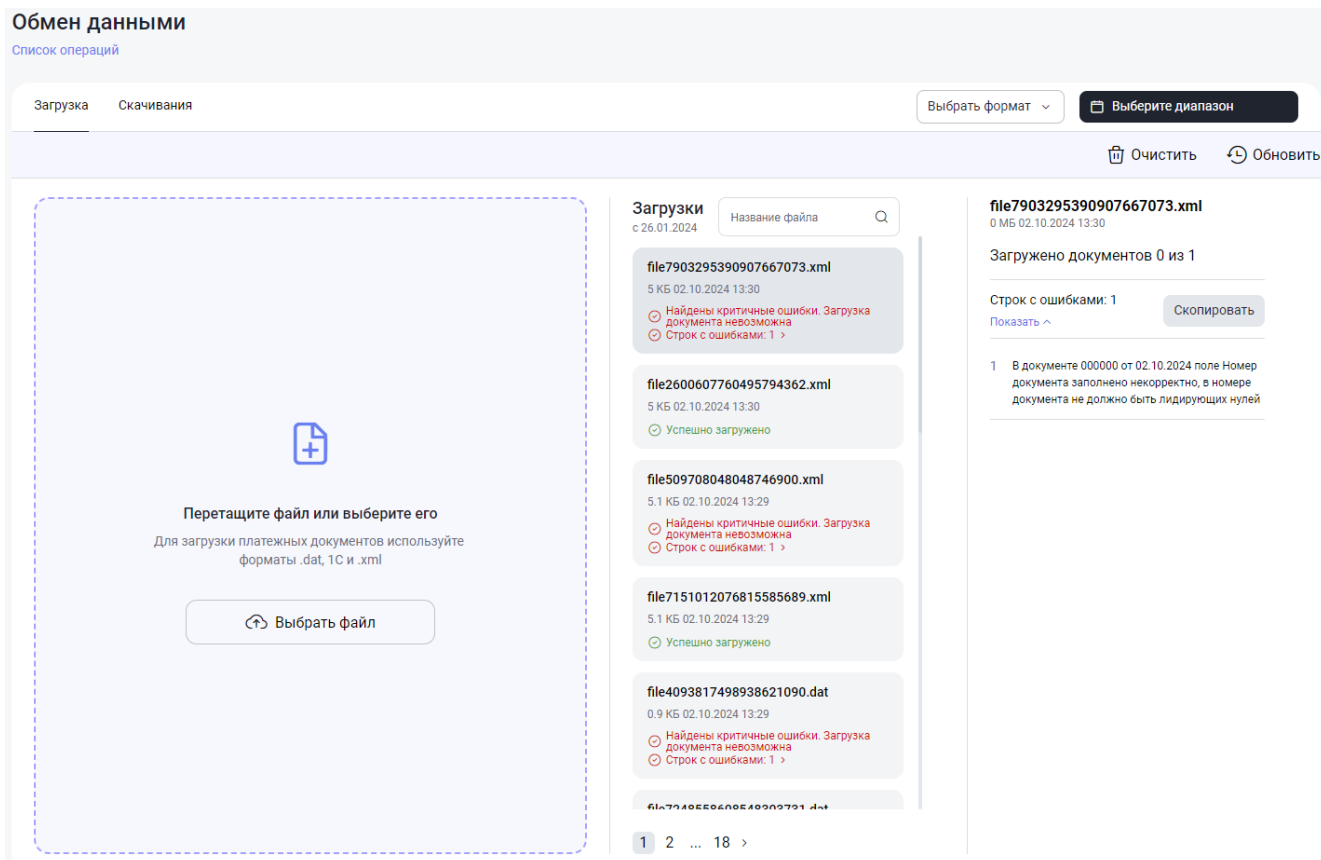 Обмен данными
Список операций
Загрузка Скачивания Выбрать формат Выберите диапазон
Очистить Обновить
Перетащите файл или выберите его
Для загрузки платежных документов используйте
форматы .dat, 1С и .xml
Выбрать файл
Загрузки
с 26.01.2024
Название файла
file7903295390907667073.xml
5 КБ 02.10.2024 13:30
Найдены критичные ошибки. Загрузка
документа невозможна
Строк с ошибками: 1 >
file2600607760495794362.xml
5 КБ 02.10.2024 13:30
Успешно загружено
file509708048048746900.xml
5.1 КБ 02.10.2024 13:29
Найдены критичные ошибки. Загрузка
документа невозможна
Строк с ошибками: 1 >
file7151012076815585689.xml
5.1 КБ 02.10.2024 13:29
Успешно загружено
file4093817498938621090.dat
0.9 КБ 02.10.2024 13:29
Найдены критичные ошибки. Загрузка
документа невозможна
Строк с ошибками: 1 >
1 2 ... 18 >
file7903295390907667073.xml
0 МБ 02.10.2024 13:30
Загружено документов 0 из 1
Строк с ошибками: 1
Показать
Скопировать
1 В документе 000000 от 02.10.2024 поле Номер
документа заполнено некорректно, в номере
документа не должно быть лидирующих нулей